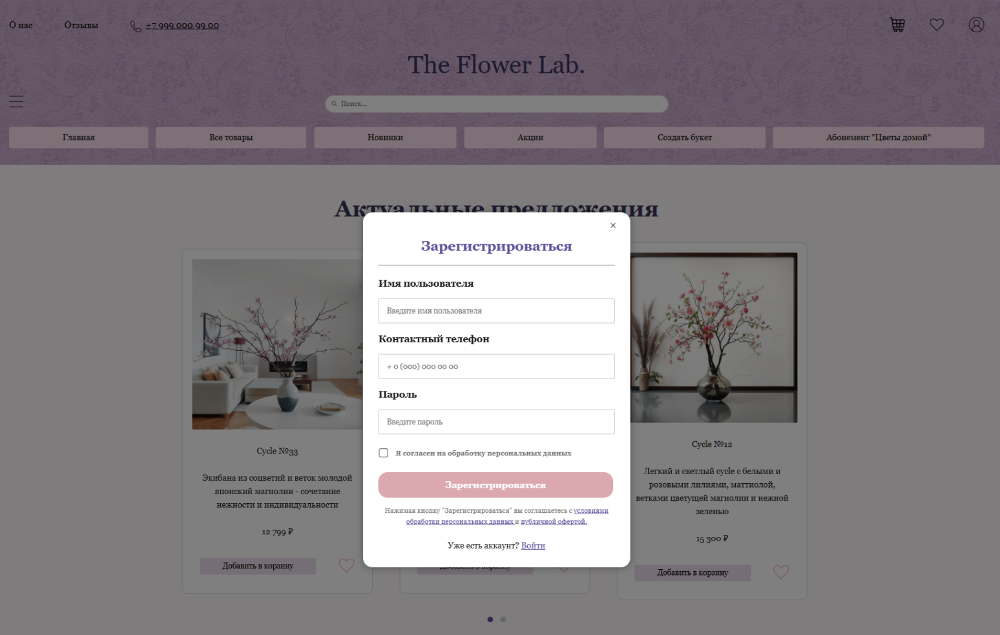 О нас
Отзывы
+7 999 000 99 00
The Flower Lab.
Поиск...
Главная
Все товары
Новинки
Акции
Создать букет
Абонемент "Цветы домой"
Актуальные предложения
×
Зарегистрироваться
Имя пользователя
Введите имя пользователя
Контактный телефон
+ 0 (000) 000 00 00
Пароль
Введите пароль
Я согласен на обработку персональных данных
Зарегистрироваться
Нажимая кнопку "Зарегистрироваться" вы соглашаетесь с условиями
обработки персональных данных и публичной офертой.
Уже есть аккаунт? Войти
Cycle №33
Экибана из соцветий и веток молодой
японский магнолии - сочетание
нежности и индивидуальности
12 799 ₽
Добавить в корзину
Добавить в корзину
Cycle №12
Легкий и светлый cycle с белыми и
розовыми лилиями, маттиолой,
ветками цветущей магнолии и нежной
зеленью
15 300 ₽
Добавить в корзину